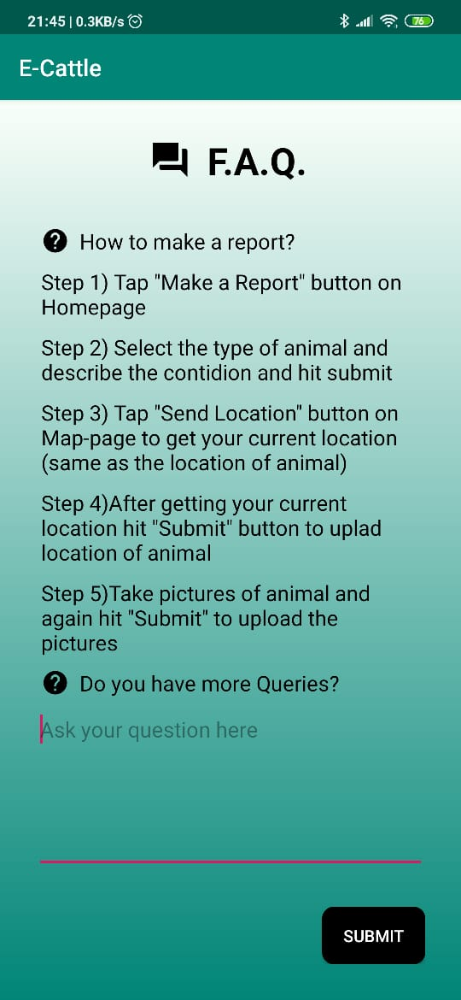 21:45 | 0.3KB/s
76
E-Cattle
F.A.Q.
How to make a report?
Step 1) Tap "Make a Report" button on
Homepage
Step 2) Select the type of animal and
describe the contidion and hit submit
Step 3) Tap "Send Location" button on
Map-page to get your current location
(same as the location of animal)
Step 4)After getting your current
location hit "Submit" button to uplad
location of animal
Step 5)Take pictures of animal and
again hit "Submit" to upload the
pictures
Do you have more Queries?
Ask your question here
SUBMIT